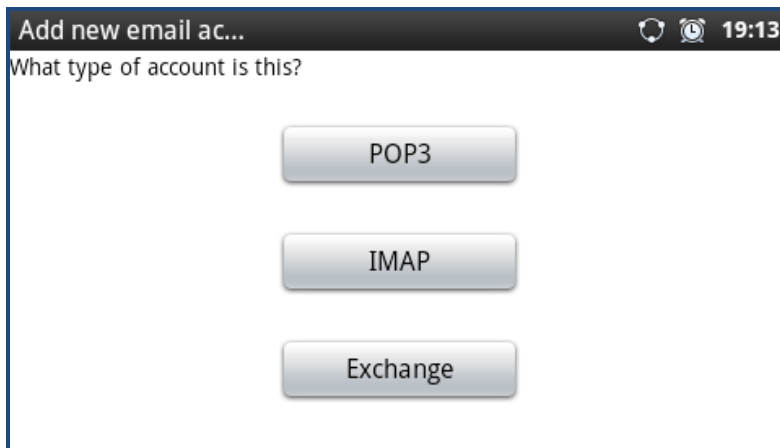 Add new email ac... 19:13
What type of account is this?
POP3
IMAP
Exchange